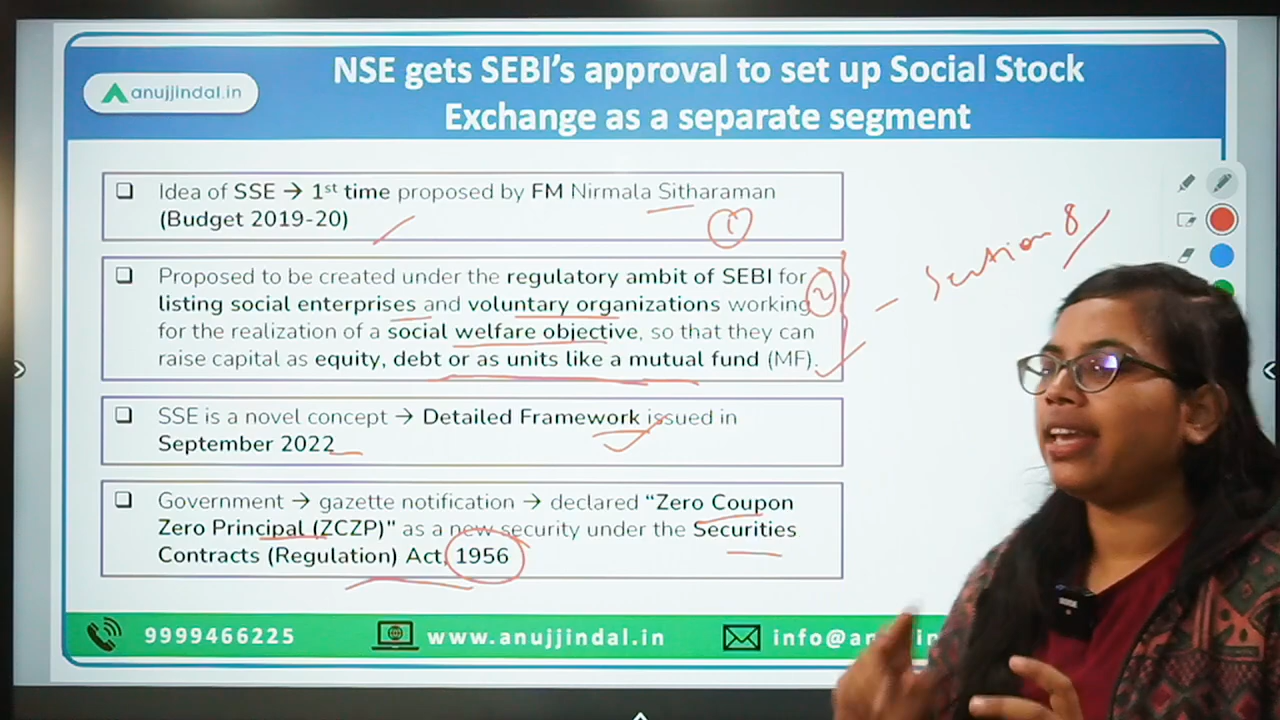 NSE gets SEBI's approval to set up Social Stock
Exchange as a separate segment
anujjindal.in
❑ Idea of SSE → 1st time proposed by FM Nirmala Sitharaman
(Budget 2019-20)
①
❑ Proposed to be created under the regulatory ambit of SEBI for
listing social enterprises and voluntary organizations working
for the realization of a social welfare objective, so that they can
raise capital as equity, debt or as units like a mutual fund (MF).
②
- Section 8
❑ SSE is a novel concept → Detailed Framework issued in
September 2022
❑ Government → gazette notification → declared “Zero Coupon
Zero Principal (ZCZP)" as a new security under the Securities
Contracts (Regulation) Act, 1956
9999466225
www.anujjindal.in
info@an
in